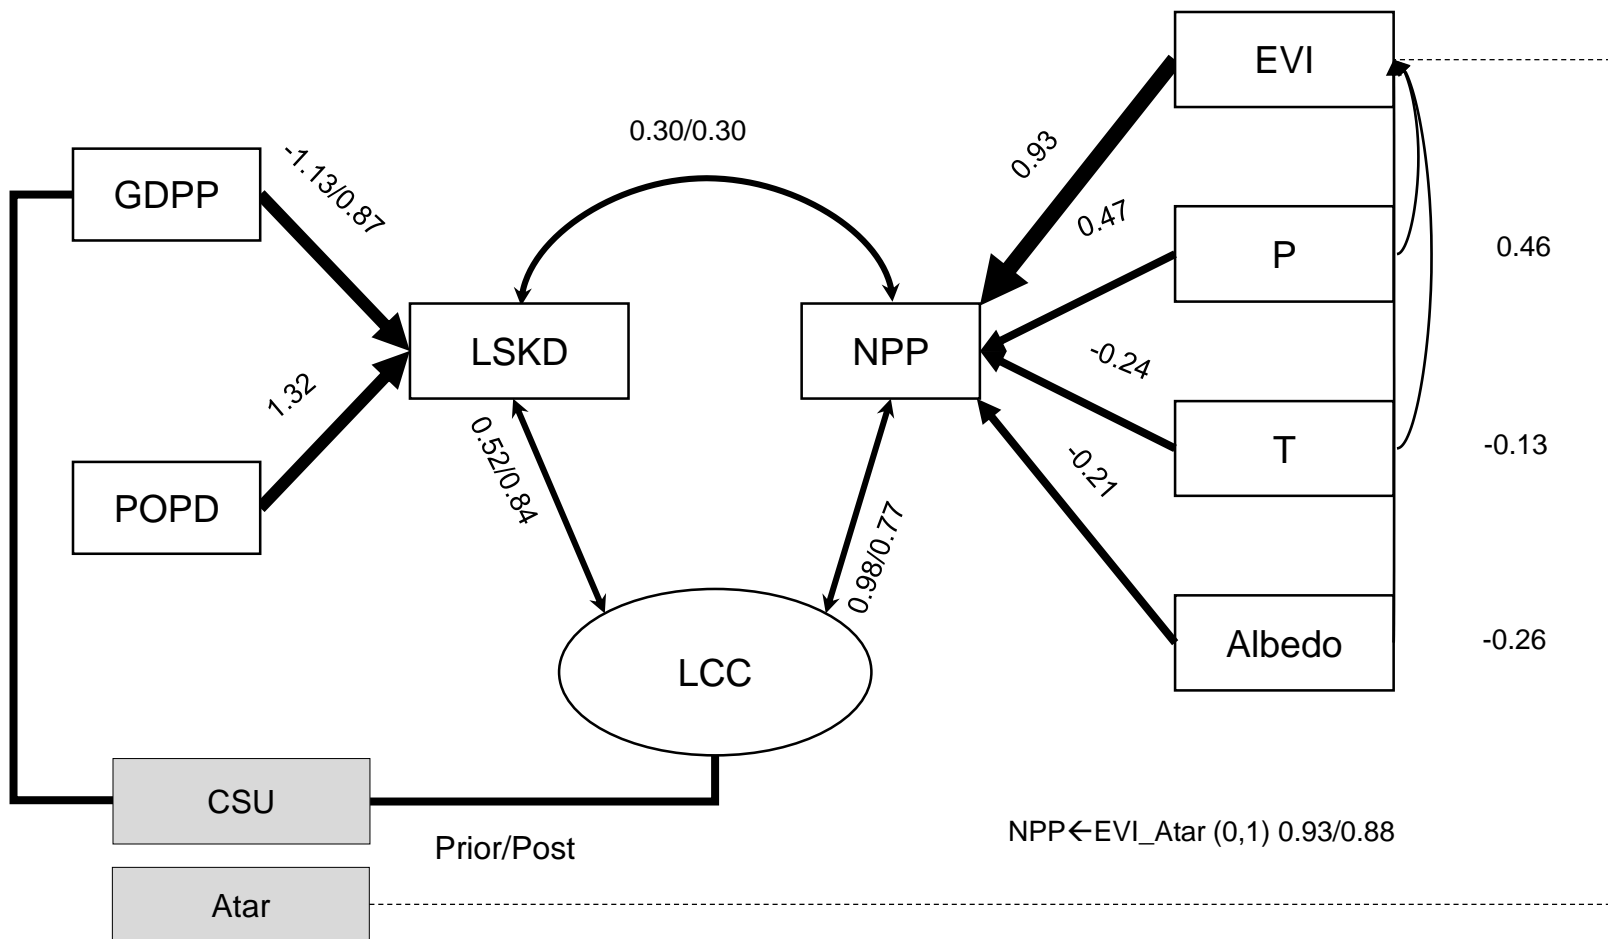 EVI
0.30/0.30
0.93
-1.13/0.87
GDPP
0.47
P
0.46
LSKD
NPP
-0.24
1.32
T
-0.13
0.52/0.84
-0.21
POPD
0.98/0.77
Albedo
-0.26
LCC
CSU
NPP←EVI_Atar (0,1) 0.93/0.88
Prior/Post
Atar